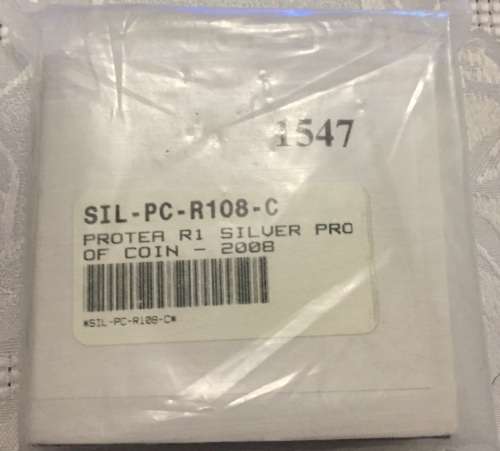 1547
SIL-PC-R108-C
PROTEA R1 SILVER PRO
OF COIN - 2008
*SIL-PC-R108-C*